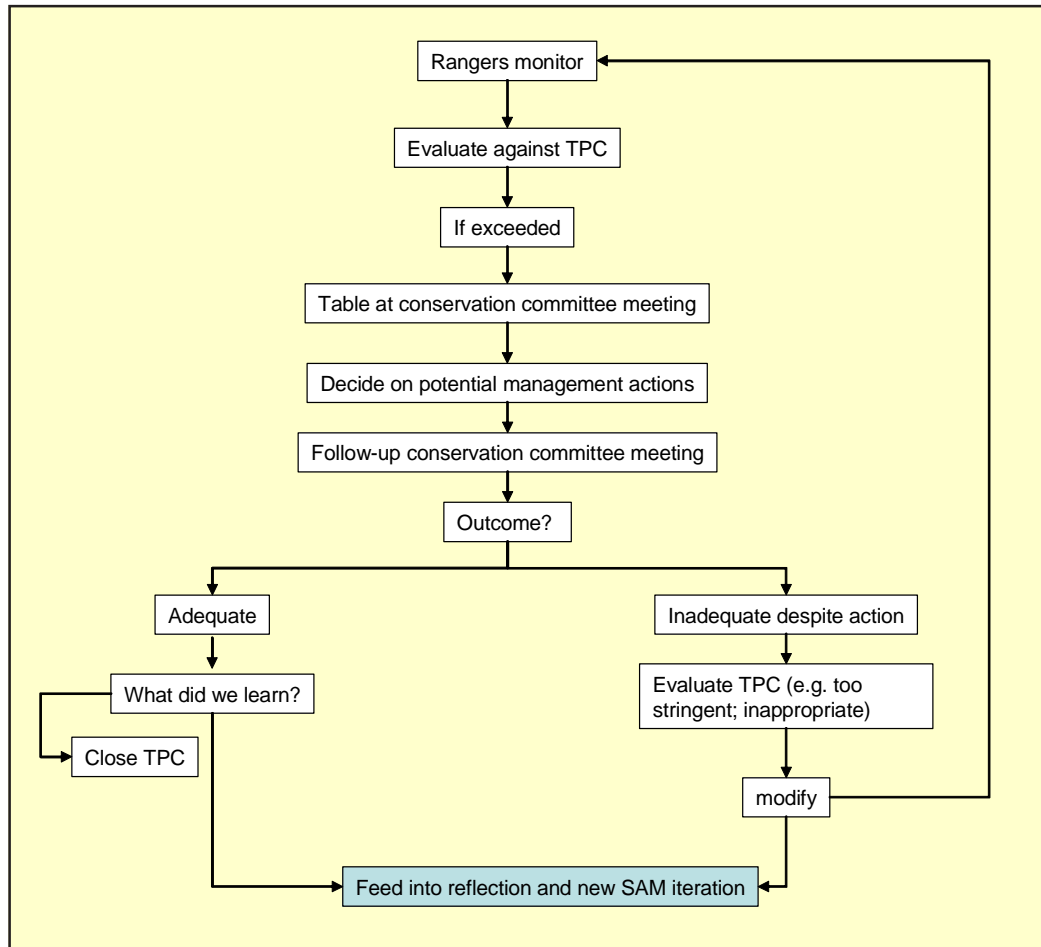 Rangers monitor
Evaluate against TPC
If exceeded
Table at conservation committee meeting
Decide on potential management actions
Follow-up conservation committee meeting
Outcome?
Adequate
Inadequate despite action
What did we learn?
Evaluate TPC (e.g. too
stringent; inappropriate)
Close TPC
modify
Feed into reflection and new SAM iteration